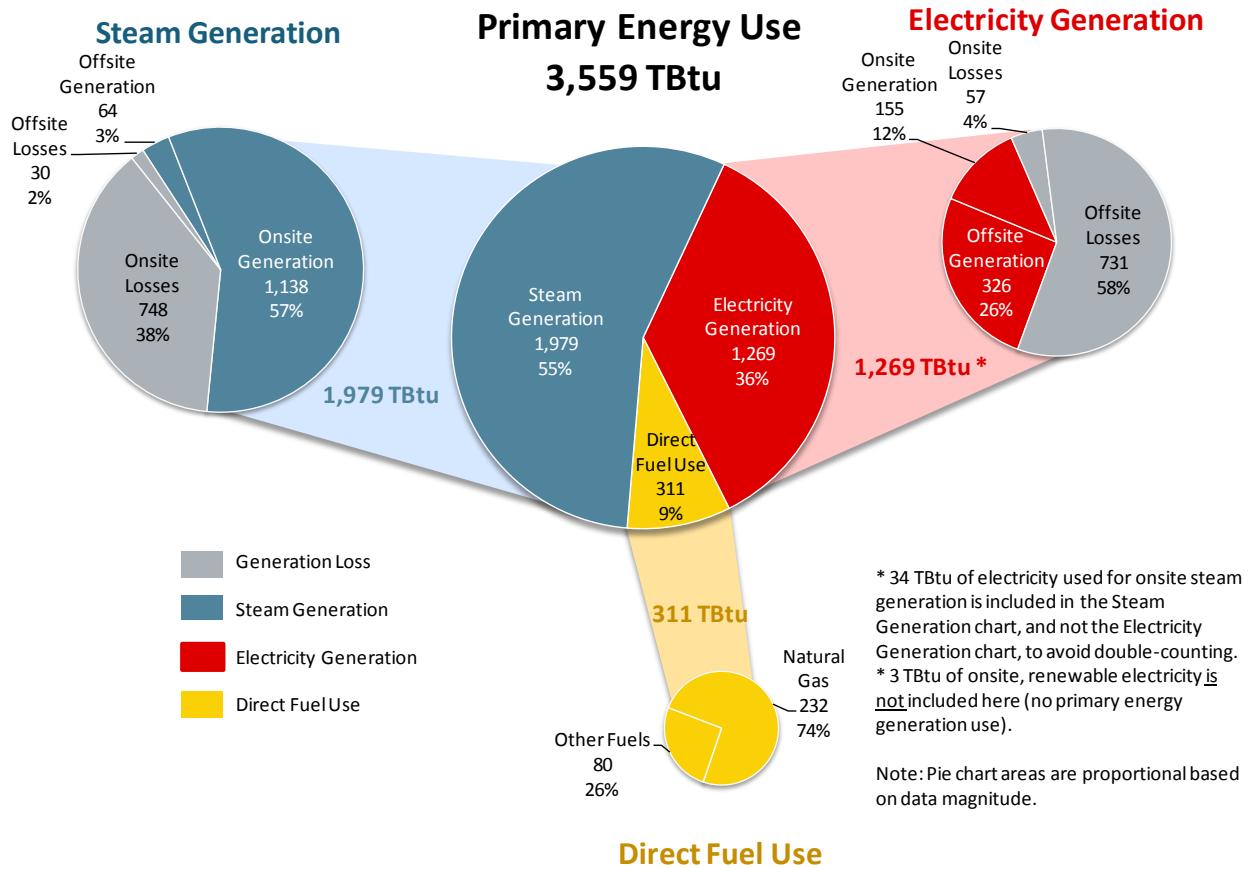 Steam Generation
Primary Energy Use
3,559 TBtu
Electricity Generation
Offsite
Generation
64
3%
Offsite
Losses
30
2%
Onsite
Losses
748
38%
Onsite
Generation
1,138
57%
1,979 TBtu
Steam
Generation
1,979
55%
Electricity
Generation
1,269
36%
Direct
Fuel Use
311
9%
1,269 TBtu *
Onsite
Generation
155
12%
Onsite
Losses
57
4%
Offsite
Generation
326
26%
Offsite
Losses
731
58%
Generation Loss
Steam Generation
Electricity Generation
Direct Fuel Use
311 TBtu
Natural
Gas
232
74%
Other Fuels
80
26%
Direct Fuel Use
* 34 TBtu of electricity used for onsite steam
generation is included in the Steam
Generation chart, and not the Electricity
Generation chart, to avoid double-counting.
* 3 TBtu of onsite, renewable electricity is
not included here (no primary energy
generation use).
Note: Pie chart areas are proportional based
on data magnitude.